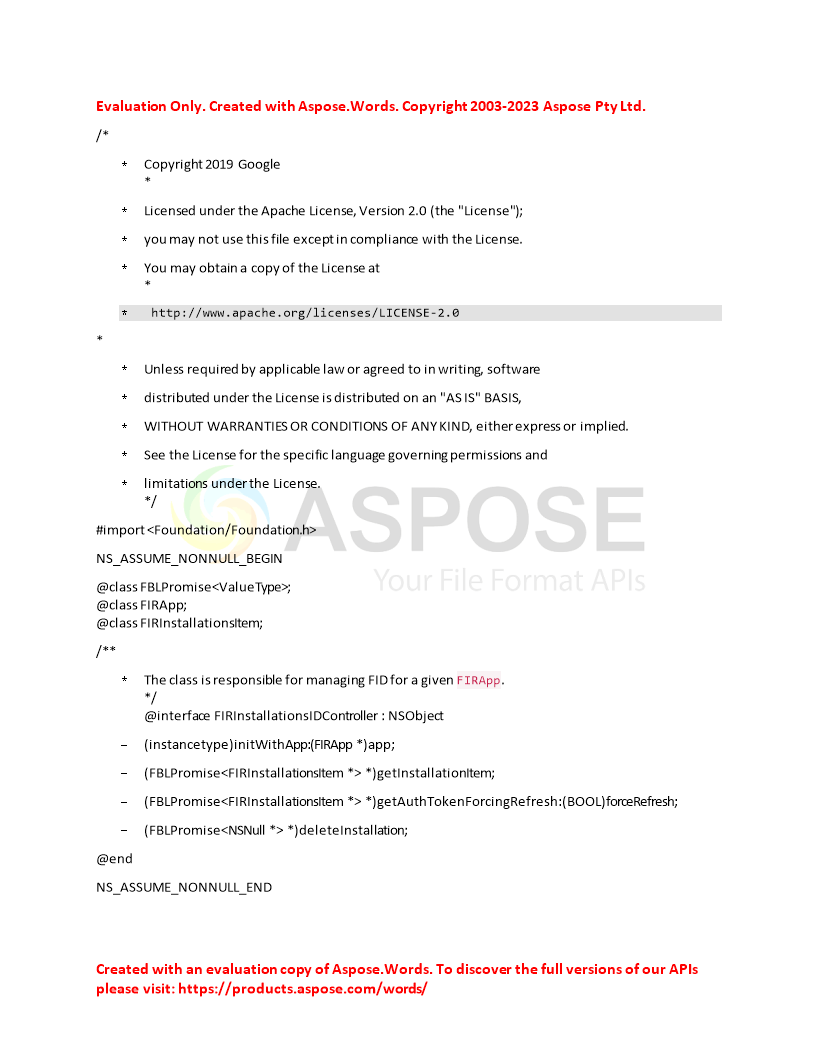 Evaluation Only. Created with Aspose.Words. Copyright 2003-2023 Aspose Pty Ltd.
/*
* Copyright 2019 Google
*
* Licensed under the Apache License, Version 2.0 (the "License");
* you may not use this file except in compliance with the License.
* You may obtain a copy of the License at
*
* http://www.apache.org/licenses/LICENSE-2.0
*
* Unless required by applicable law or agreed to in writing, software
* distributed under the License is distributed on an "AS IS" BASIS,
* WITHOUT WARRANTIES OR CONDITIONS OF ANY KIND, either express or implied.
* See the License for the specific language governing permissions and
* limitations under the License.
*/
ASPOSE
#import <Foundation/Foundation.h>
NS_ASSUME_NONNULL_BEGIN
Your File Format APIs
@class FBLPromise<ValueType>;
@class FIRApp;
@class FIRInstallationsItem;
/**
* The class is responsible for managing FID for a given FIRApp.
*/
@interface FIRInstallationsIDController : NSObject
– (instancetype)initWithApp:(FIRApp *)app;
– (FBLPromise<FIRInstallationsItem *> *)getInstallationItem;
– (FBLPromise<FIRInstallationsItem *> *)getAuthTokenForcingRefresh:(BOOL)forceRefresh;
– (FBLPromise<NSNull *> *)deleteInstallation;
@end
NS_ASSUME_NONNULL_END
Created with an evaluation copy of Aspose.Words. To discover the full versions of our APIs
please visit: https://products.aspose.com/words/